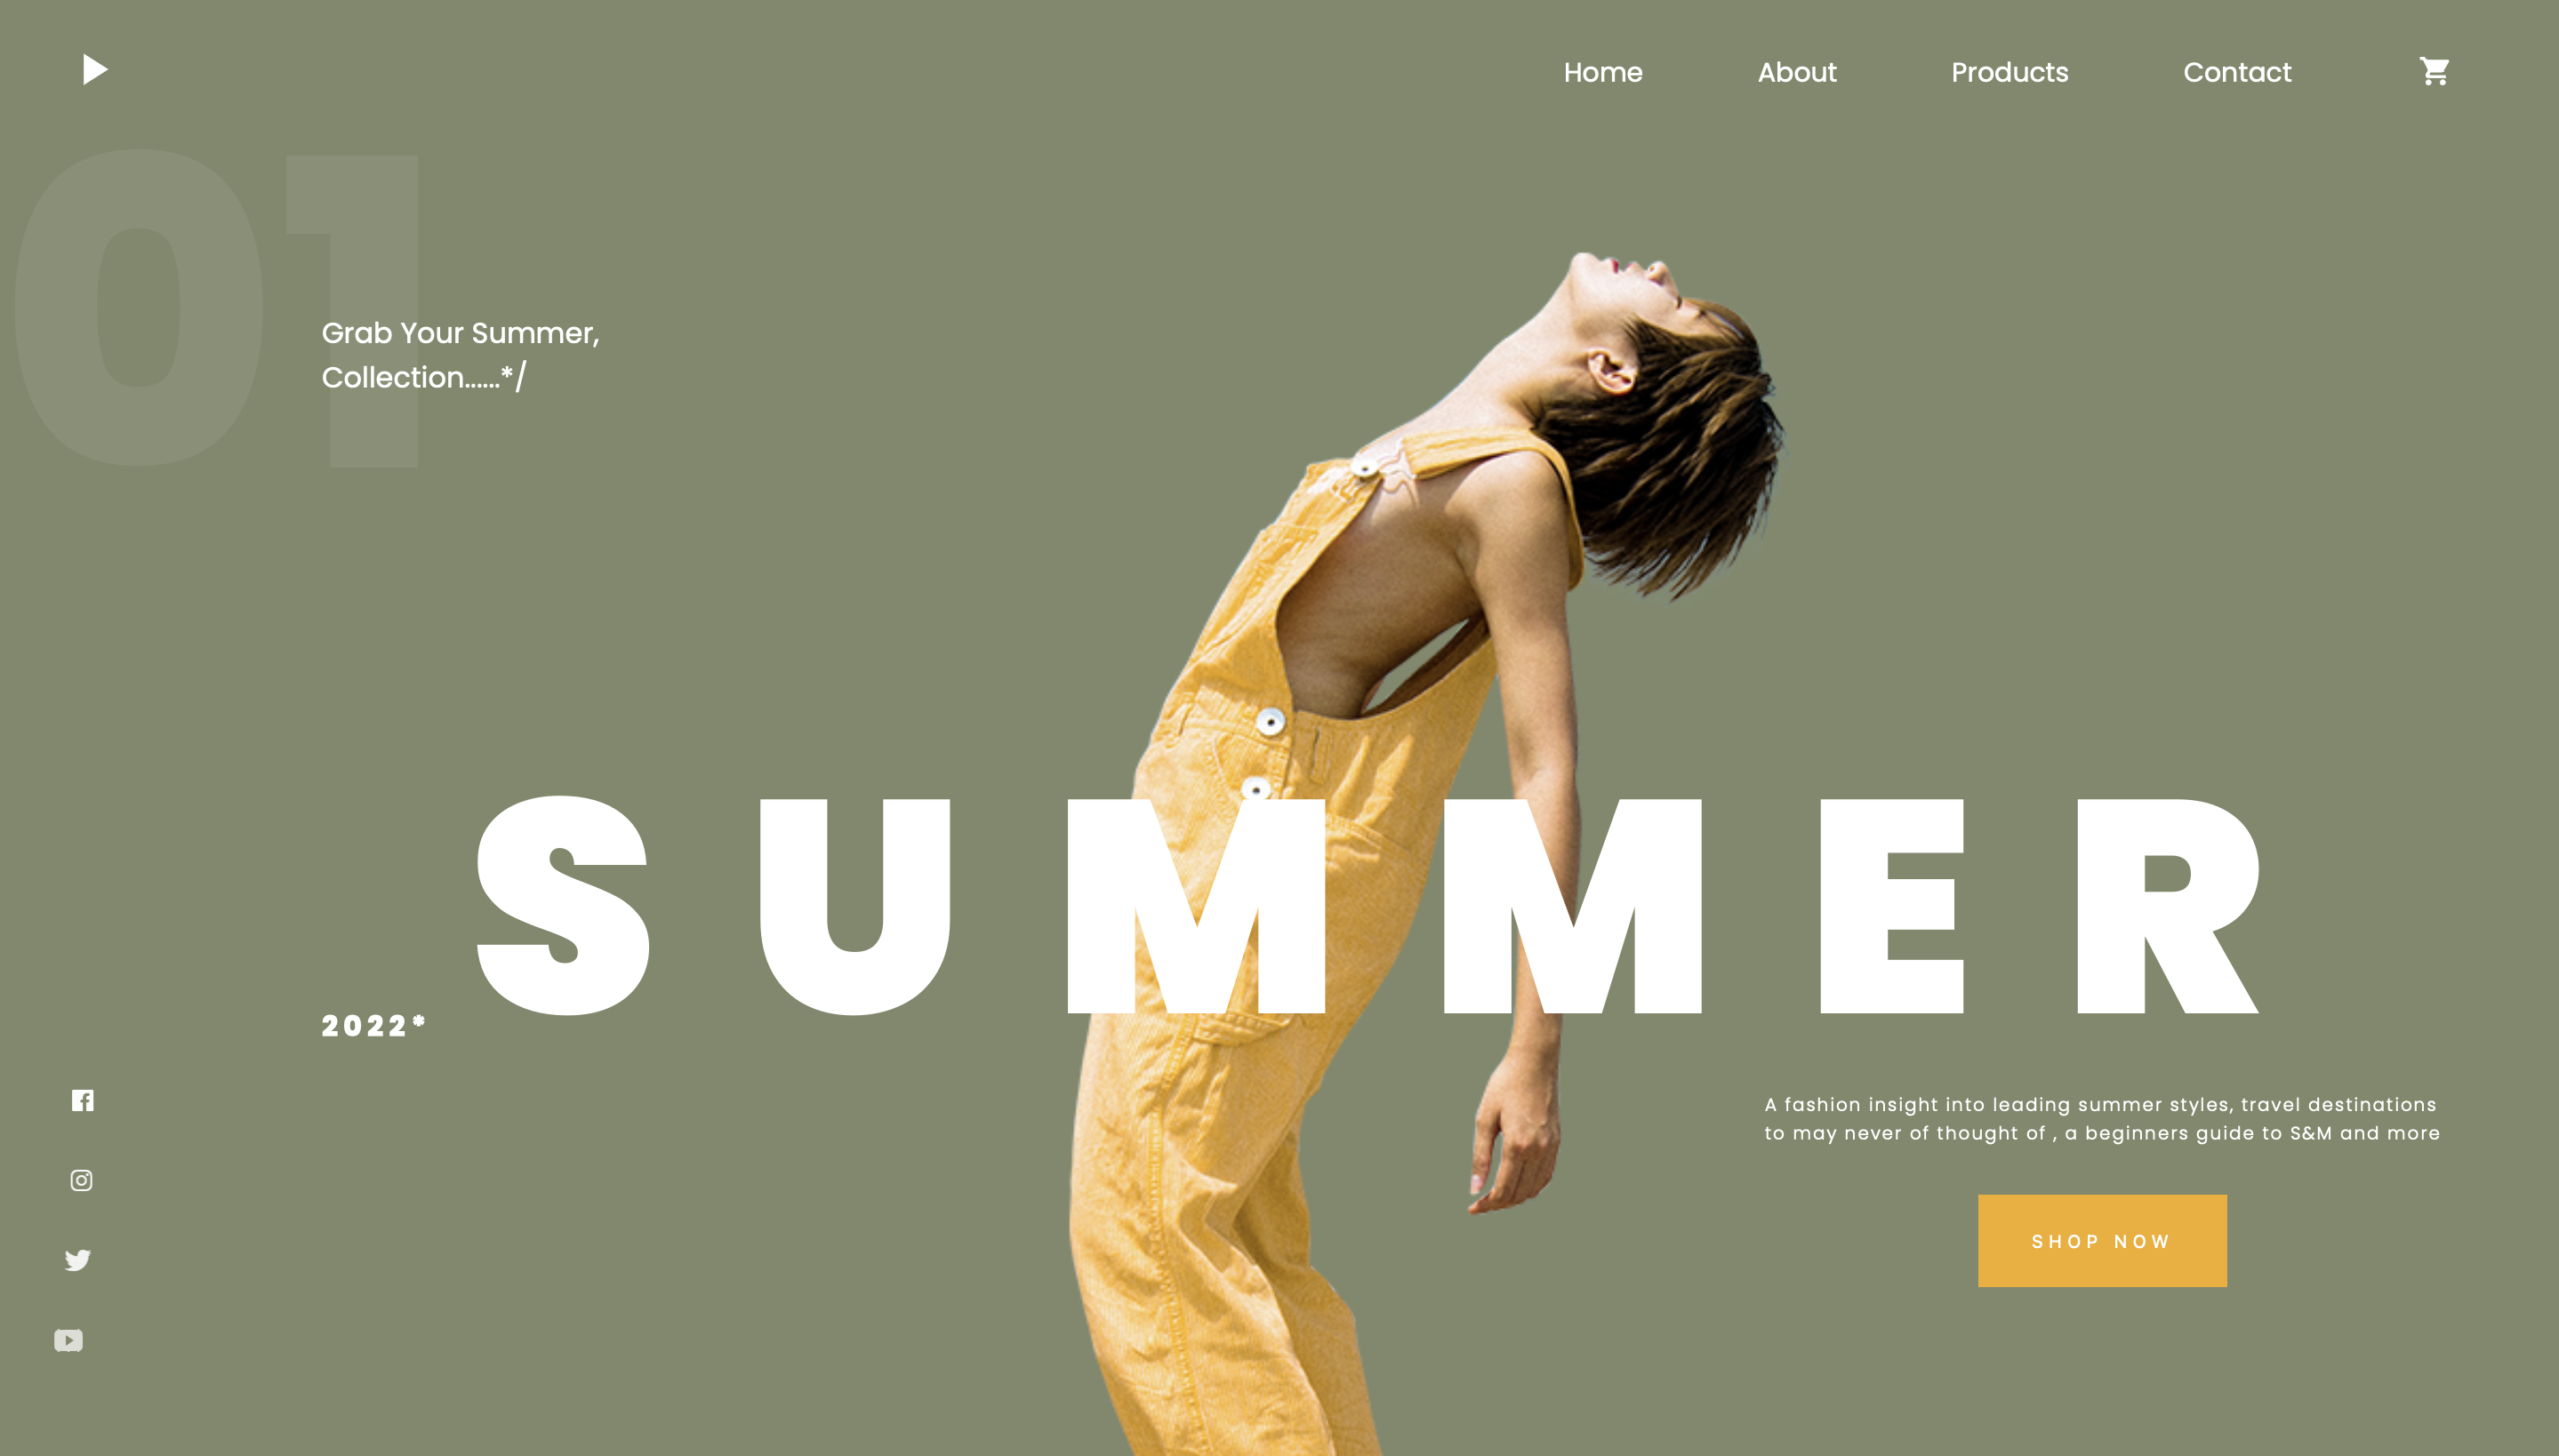 Home About Products Contact
01
Grab Your Summer,
Collection......*/
SUMMER
2022*
A fashion insight into leading summer styles, travel destinations
to may never of thought of , a beginners guide to S&M and more
SHOP NOW